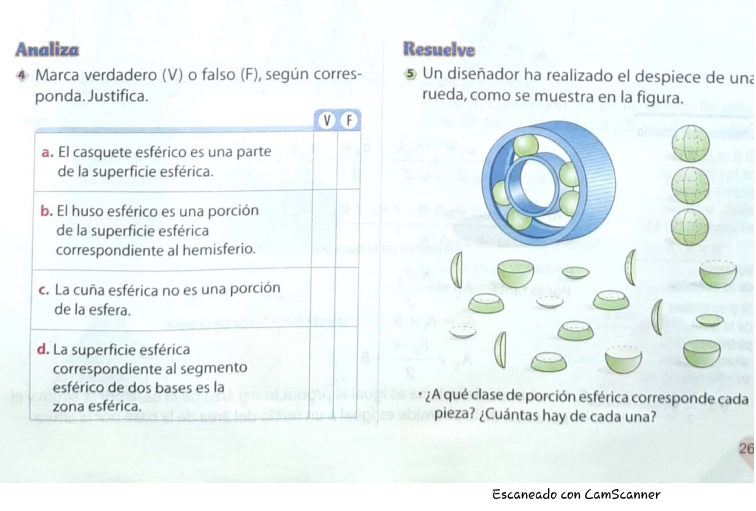 Analiza
4 Marca verdadero (V) o falso (F), según corres-
ponda. Justifica.
V F
a. El casquete esférico es una parte
de la superficie esférica.
b. El huso esférico es una porción
de la superficie esférica
correspondiente al hemisferio.
c. La cuña esférica no es una porción
de la esfera.
d. La superficie esférica
correspondiente al segmento
esférico de dos bases es la
zona esférica.
Resuelve
5 Un diseñador ha realizado el despiece de una
rueda, como se muestra en la figura.
• ¿A qué clase de porción esférica corresponde cada
pieza? ¿Cuántas hay de cada una?
26
Escaneado con CamScanner